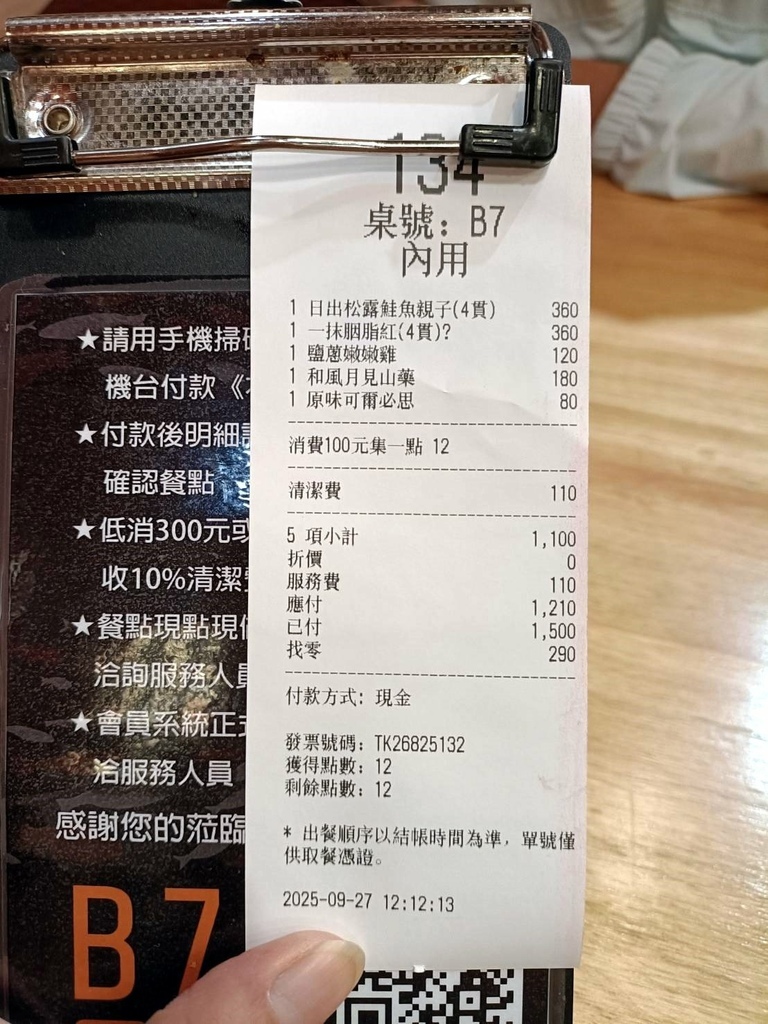 134
桌號: B7
內用
1 日出松露鮭魚親子(4貫) 360
1 一抹胭脂紅(4貫)? 360
1 鹽蔥嫩嫩雞 120
1 和風月見山藥 180
1 原味可爾必思 80
消費100元集一點 12
清潔費 110
5 項小計 1,100
折價 0
服務費 110
應付 1,210
已付 1,500
找零 290
付款方式: 現金
發票號碼: TK26825132
獲得點數: 12
剩餘點數: 12
* 出餐順序以結帳時間為準, 單號僅
供取餐憑證。
2025-09-27 12:12:13
★請用手機掃
機台付款《
★付款後明細
確認餐點
★低消300元或
收10%清潔
★餐點現點現
洽詢服務人員
★會員系統正式
洽服務人員
感謝您的蒞臨
B7